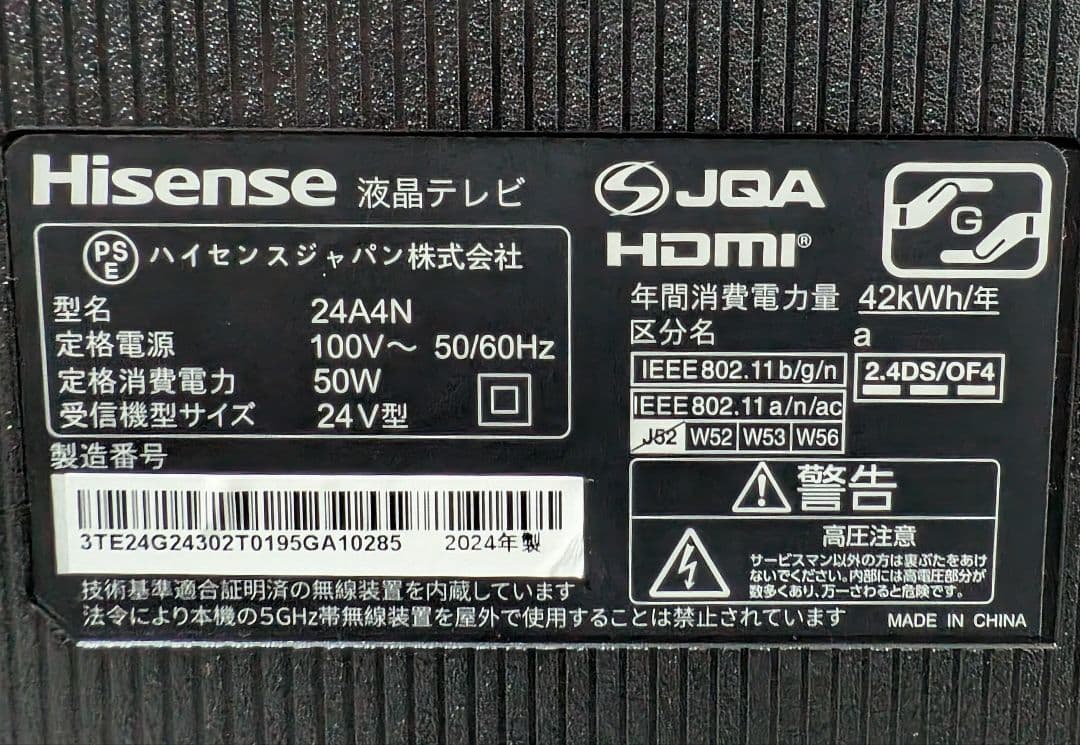 Hisense 液晶テレビ
PSE ハイセンスジャパン株式会社
型名 24A4N
定格電源 100V～ 50/60Hz
定格消費電力 50W
受信機型サイズ 24V型
製造番号
3TE24G24302T0195GA10285 2024年製
技術基準適合証明済の無線装置を内蔵しています
法令により本機の5GHz帯無線装置を屋外で使用することは禁止されています
JQA
HDMI®
G
年間消費電力量 42kWh/年
区分名 a
IEEE802.11b/g/n
2.4DS/OF4
IEEE802.11a/n/ac
J52 W52 W53 W56
警告
高圧注意
サービスマン以外の方は裏ぶたをあけ
ないでください。内部には高電圧部分が
数多くあり、万一さわると危険です。
MADE IN CHINA